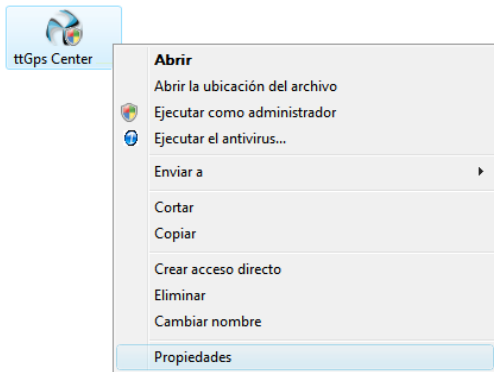 ttGps Center
Abrir
Abrir la ubicación del archivo
Ejecutar como administrador
Ejecutar el antivirus...
Enviar a
Cortar
Copiar
Crear acceso directo
Eliminar
Cambiar nombre
Propiedades